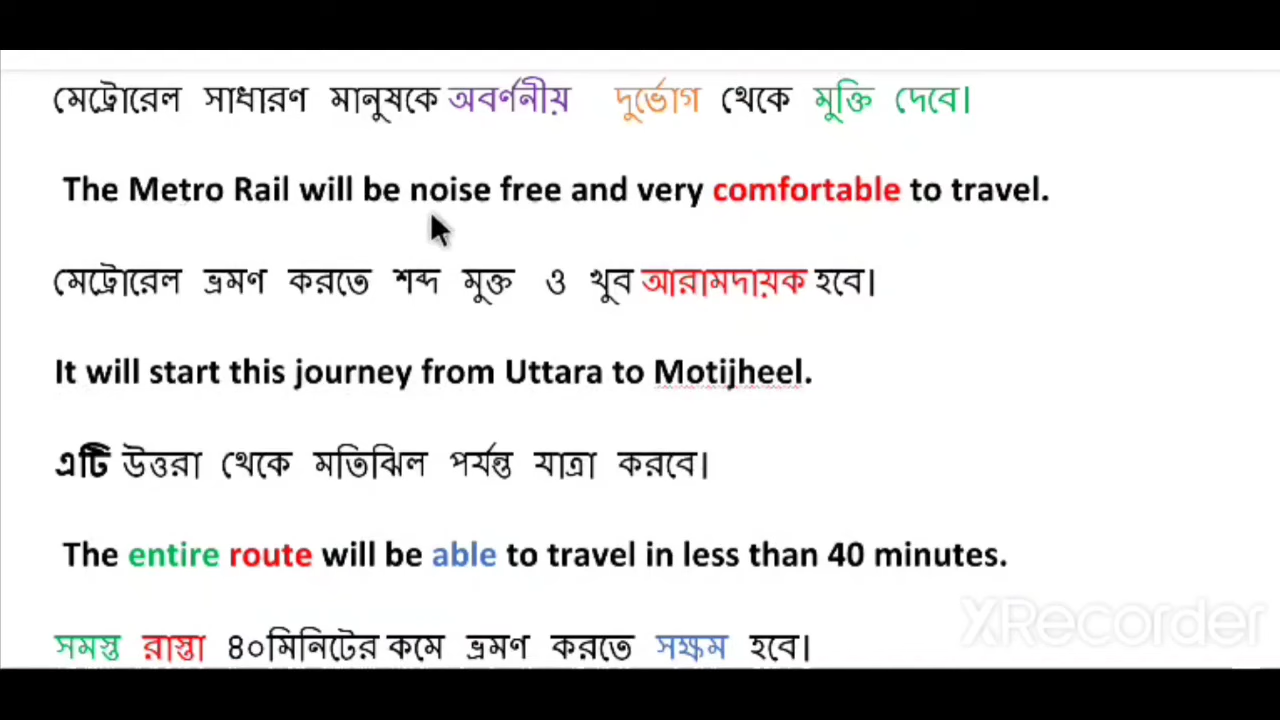 মেট্রোরেল সাধারণ মানুষকে অবর্ণনীয় দুর্ভোগ থেকে মুক্তি দেবে।
The Metro Rail will be noise free and very comfortable to travel.
মেট্রোরেল ভ্রমণ করতে শব্দ মুক্ত ও খুব আরামদায়ক হবে।
It will start this journey from Uttara to Motijheel.
এটি উত্তরা থেকে মতিঝিল পর্যন্ত যাত্রা করবে।
The entire route will be able to travel in less than 40 minutes.
XRecorder
সমস্ত রাস্তা ৪০মিনিটের কমে ভ্রমণ করতে সক্ষম হবে।